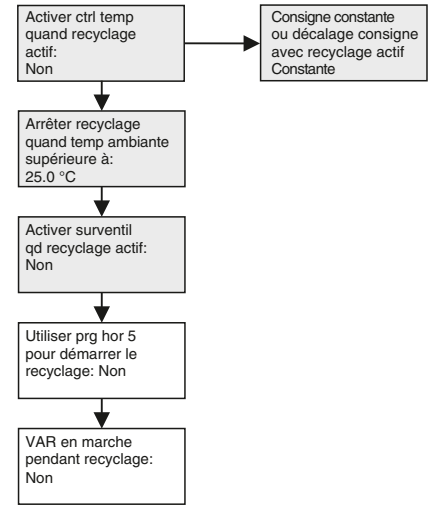 Activer ctrl temp
quand recyclage
actif:
Non
Consigne constante
ou décalage consigne
avec recyclage actif
Constante
Arrêter recyclage
quand temp ambiante
supérieure à:
25.0 °C
Activer surventil
qd recyclage actif:
Non
Utiliser prg hor 5
pour démarrer le
recyclage: Non
VAR en marche
pendant recyclage:
Non